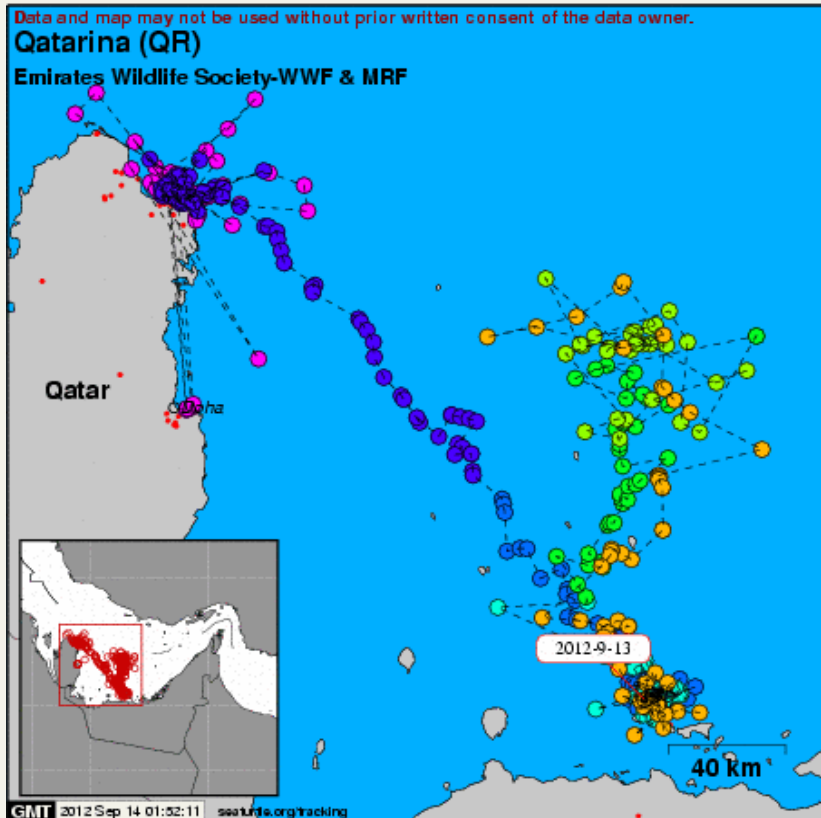 Data and map may not be used without prior written consent of the data owner.
Qatarina (QR)
Emirates Wildlife Society-WWF & MRF
Qatar
Doha
2012-9-13
40 km
GMT 2012 Sep 14 01:52:11 seaturtle.org/tracking